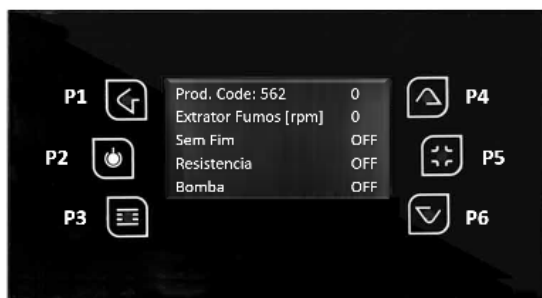 P1
P2
P3
Prod. Code: 562 0
Extrator Fumos [rpm] 0
Sem Fim OFF
Resistencia OFF
Bomba OFF
P4
P5
P6